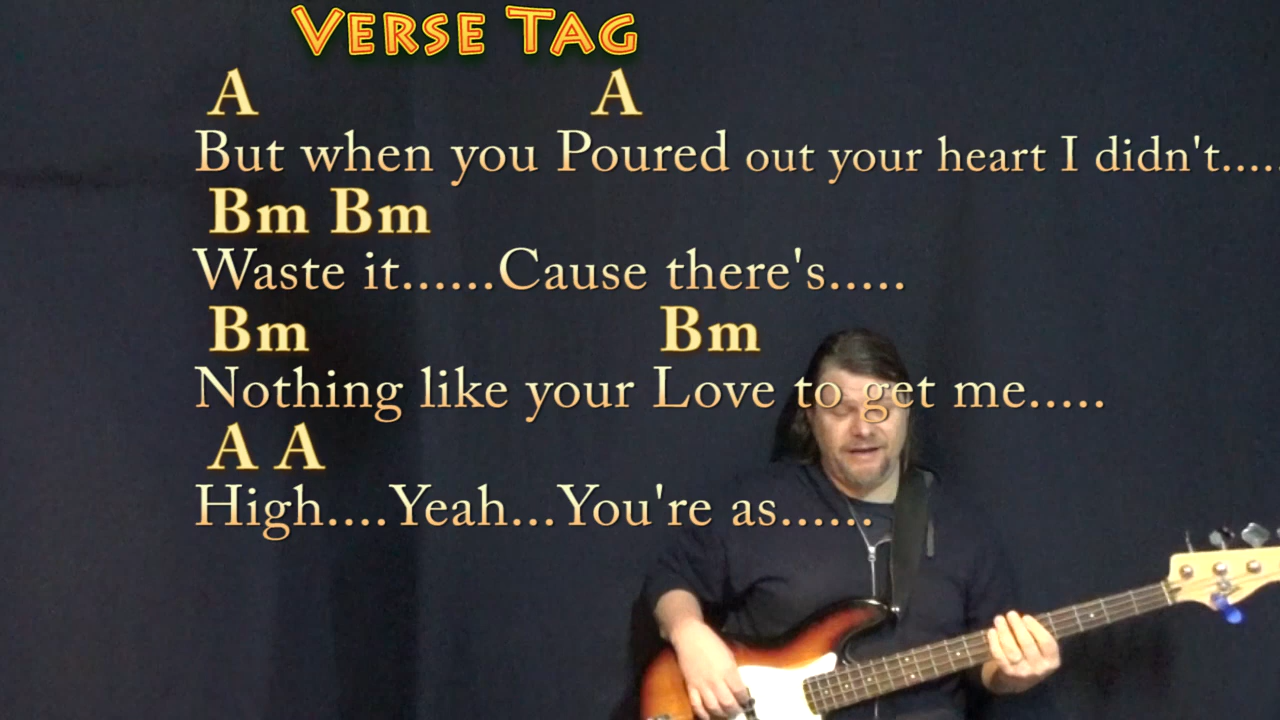 VERSE TAG
A A
But when you Poured out your heart I didn't....
Bm Bm
Waste it......Cause there's.....
Bm Bm
Nothing like your Love to get me.....
A A
High....Yeah...You're as......